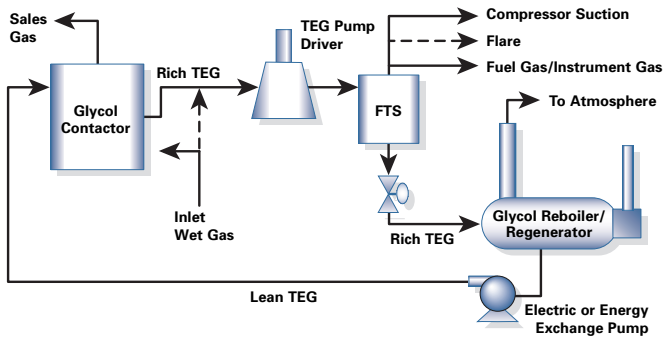 Sales
Gas
Glycol
Contactor
Rich TEG
Inlet
Wet Gas
TEG Pump
Driver
FTS
Compressor Suction
Flare
Fuel Gas/Instrument Gas
To Atmosphere
Rich TEG
Glycol Reboiler/
Regenerator
Lean TEG
Electric or Energy
Exchange Pump